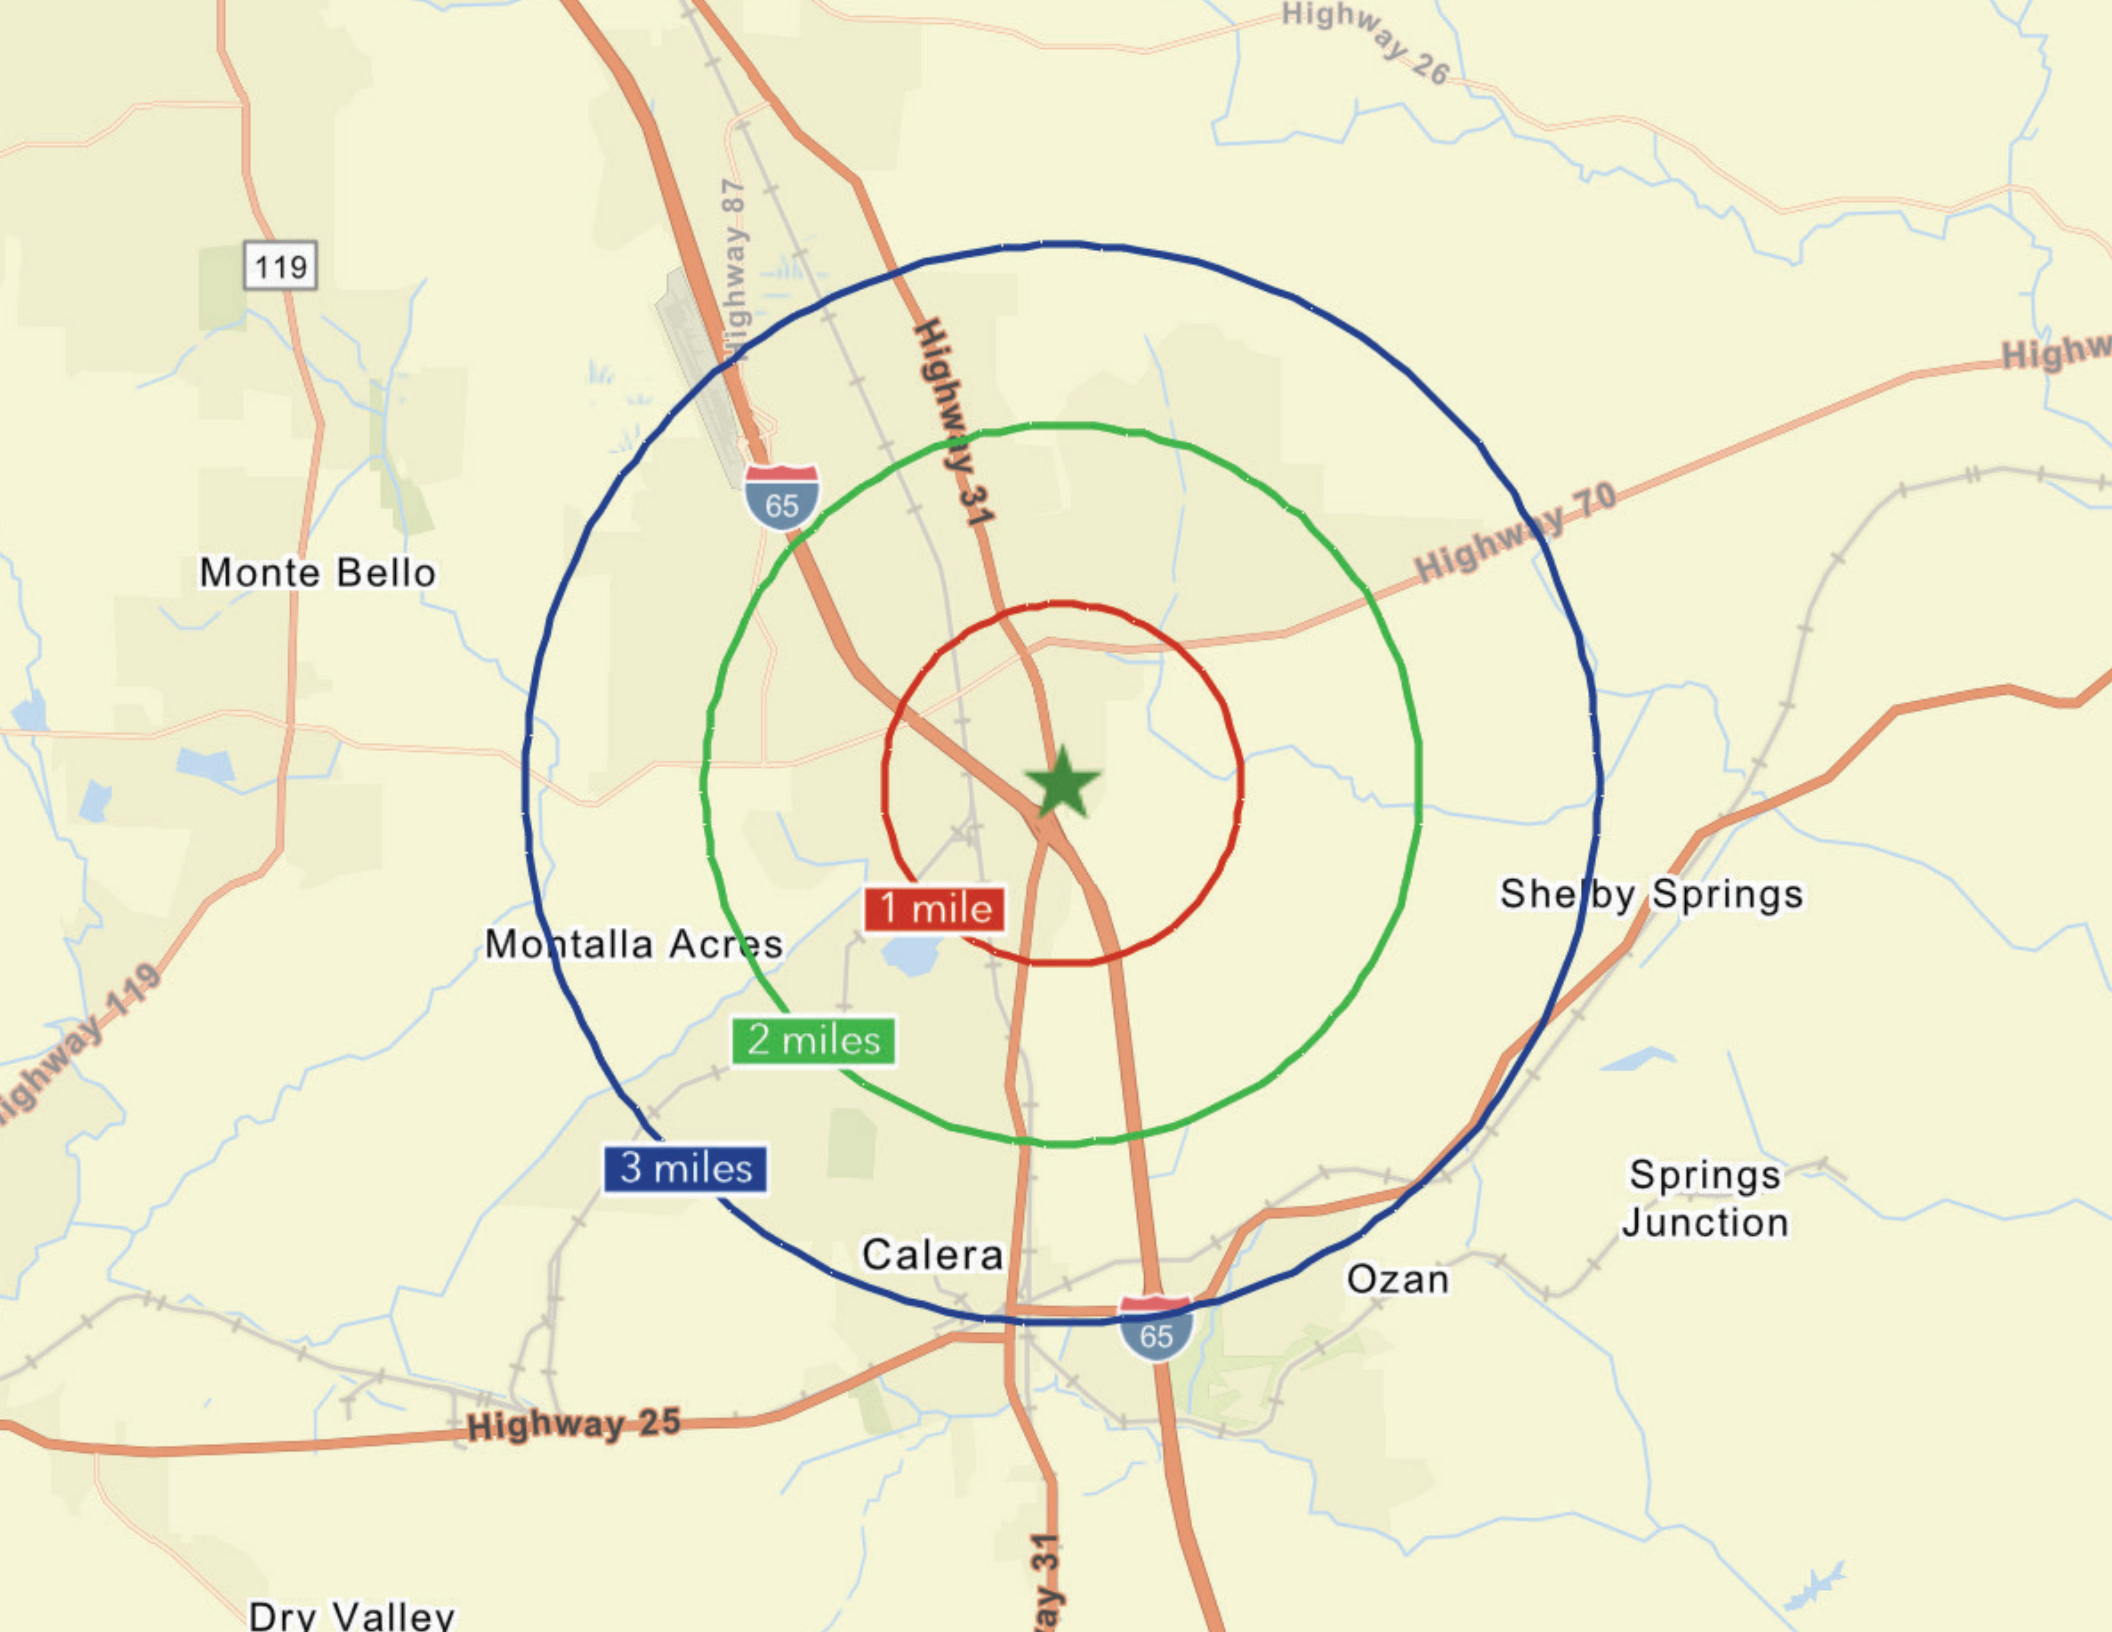 Highway 26
Highway 87
119
Highw
Highway 31
65
Highway 70
Monte Bello
Shelby Springs
1 mile
Montalla Acres
Highway 119
2 miles
3 miles
Springs
Junction
Calera
Ozan
65
Highway 25
way 31
Dry Valley